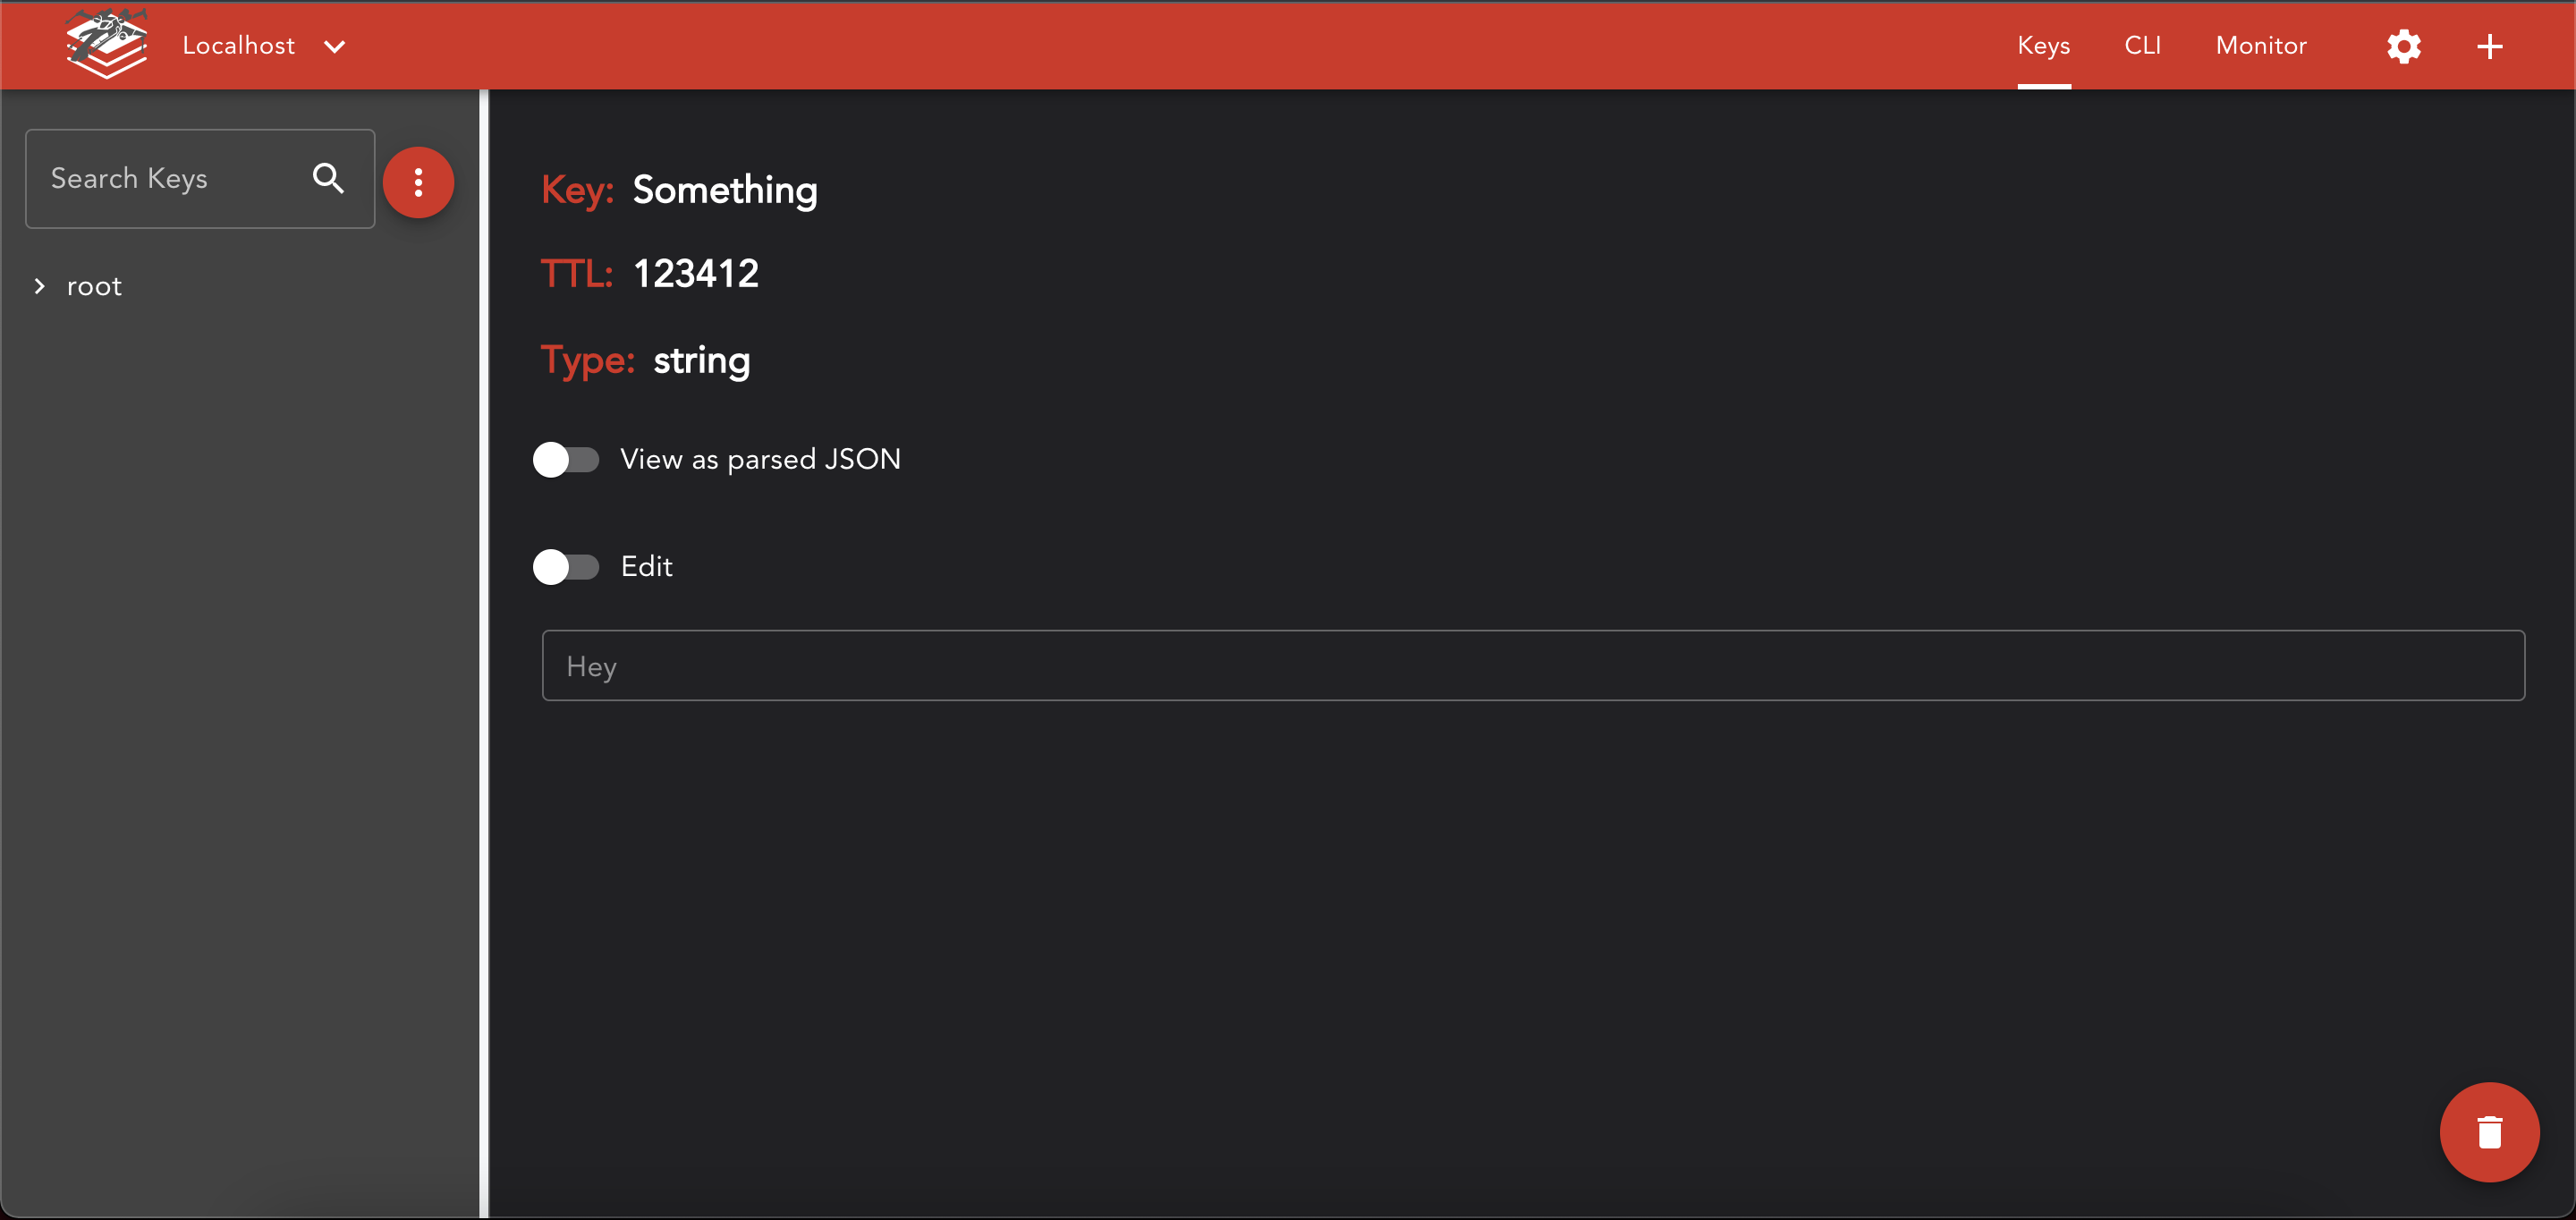 Localhost
Keys CLI Monitor
Search Keys
root
Key: Something
TTL: 123412
Type: string
View as parsed JSON
Edit
Hey